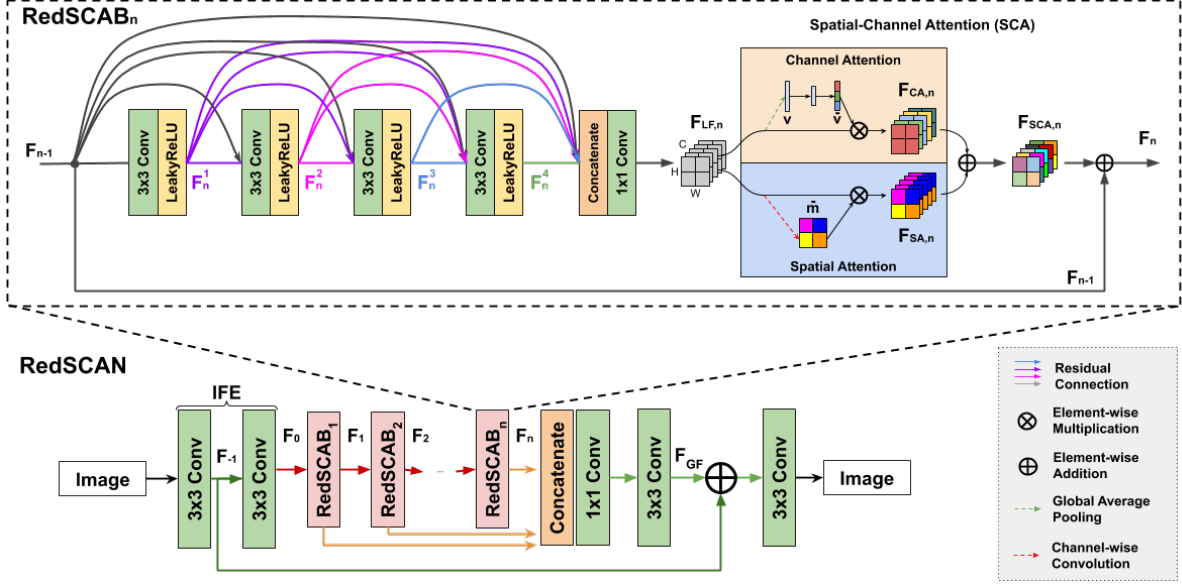 RedSCABn
Spatial-Channel Attention (SCA)
Channel Attention
v
ṽ
FCA,n
Fn-1
3x3 Conv
LeakyReLU
Fn1
3x3 Conv
LeakyReLU
Fn2
3x3 Conv
LeakyReLU
Fn3
3x3 Conv
LeakyReLU
Fn4
Concatenate
1x1 Conv
FLF,n
C
H
W
FSCA,n
Fn
m̃
FSA,n
Spatial Attention
Fn-1
RedSCAN
IFE
Image
3x3 Conv
F-1
3x3 Conv
F0
RedSCAB1
F1
RedSCAB2
F2
...
RedSCABn
Fn
Concatenate
1x1 Conv
3x3 Conv
FGF
3x3 Conv
Image
Residual
Connection
Element-wise
Multiplication
Element-wise
Addition
Global Average
Pooling
Channel-wise
Convolution